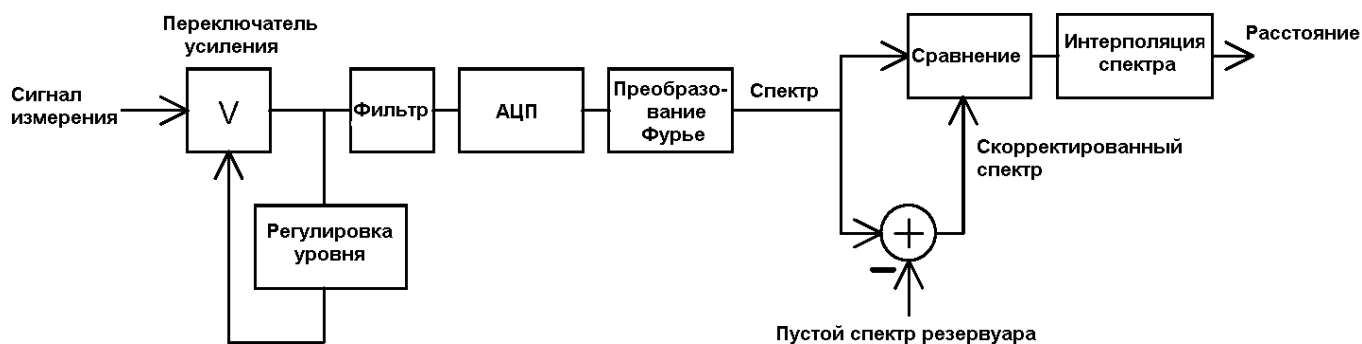 Переключатель
усиления
Сигнал
измерения
V
Фильтр
АЦП
Преобразо-
вание
Фурье
Спектр
Сравнение
Интерполяция
спектра
Расстояние
Скорректированный
спектр
Регулировка
уровня
+
−
Пустой спектр резервуара